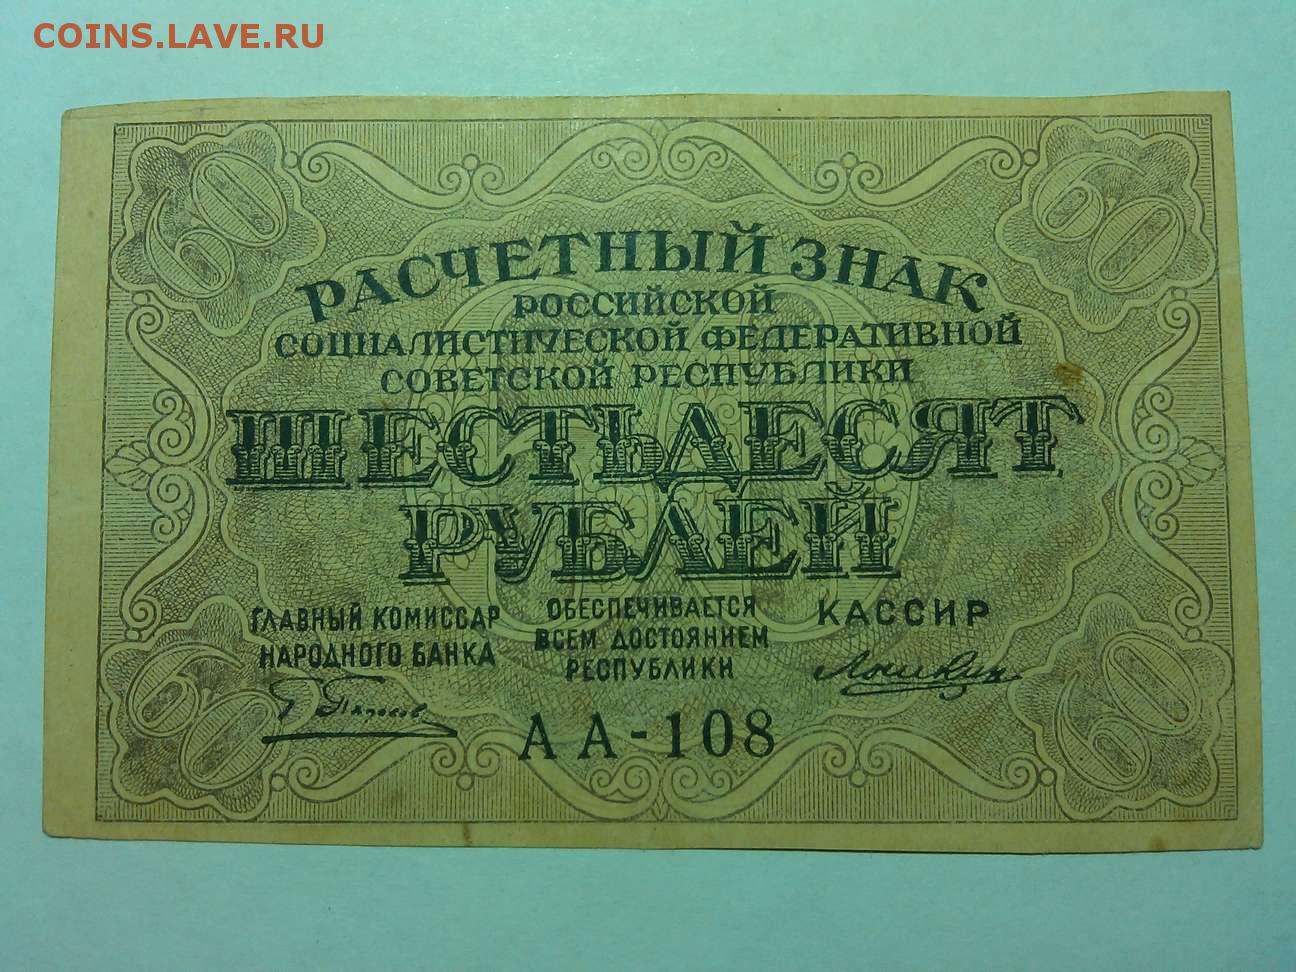 COINS.LAVE.RU
60 60
РАСЧЕТНЫЙ ЗНАК
РОССИЙСКОЙ
СОЦИАЛИСТИЧЕСКОЙ ФЕДЕРАТИВНОЙ
СОВЕТСКОЙ РЕСПУБЛИКИ
ШЕСТЬДЕСЯТ
РУБЛЕЙ
ГЛАВНЫЙ КОМИССАР
НАРОДНОГО БАНКА
ОБЕСПЕЧИВАЕТСЯ
ВСЕМ ДОСТОЯНИЕМ
РЕСПУБЛИКИ
КАССИР
60 60
АА-108